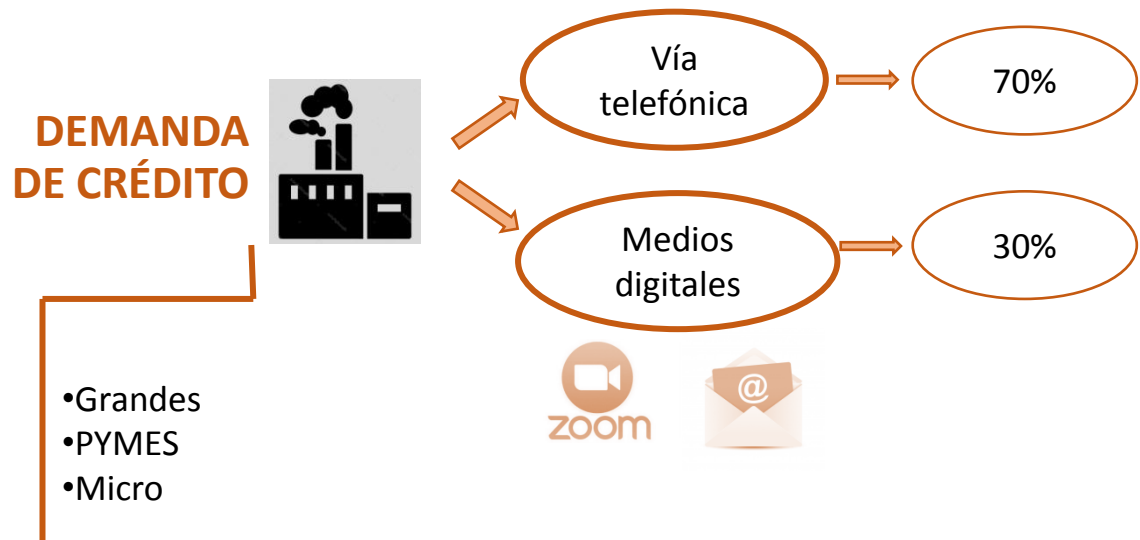 DEMANDA
DE CRÉDITO
Vía
telefónica
70%
Medios
digitales
30%
zoom
@
•Grandes
•PYMES
•Micro